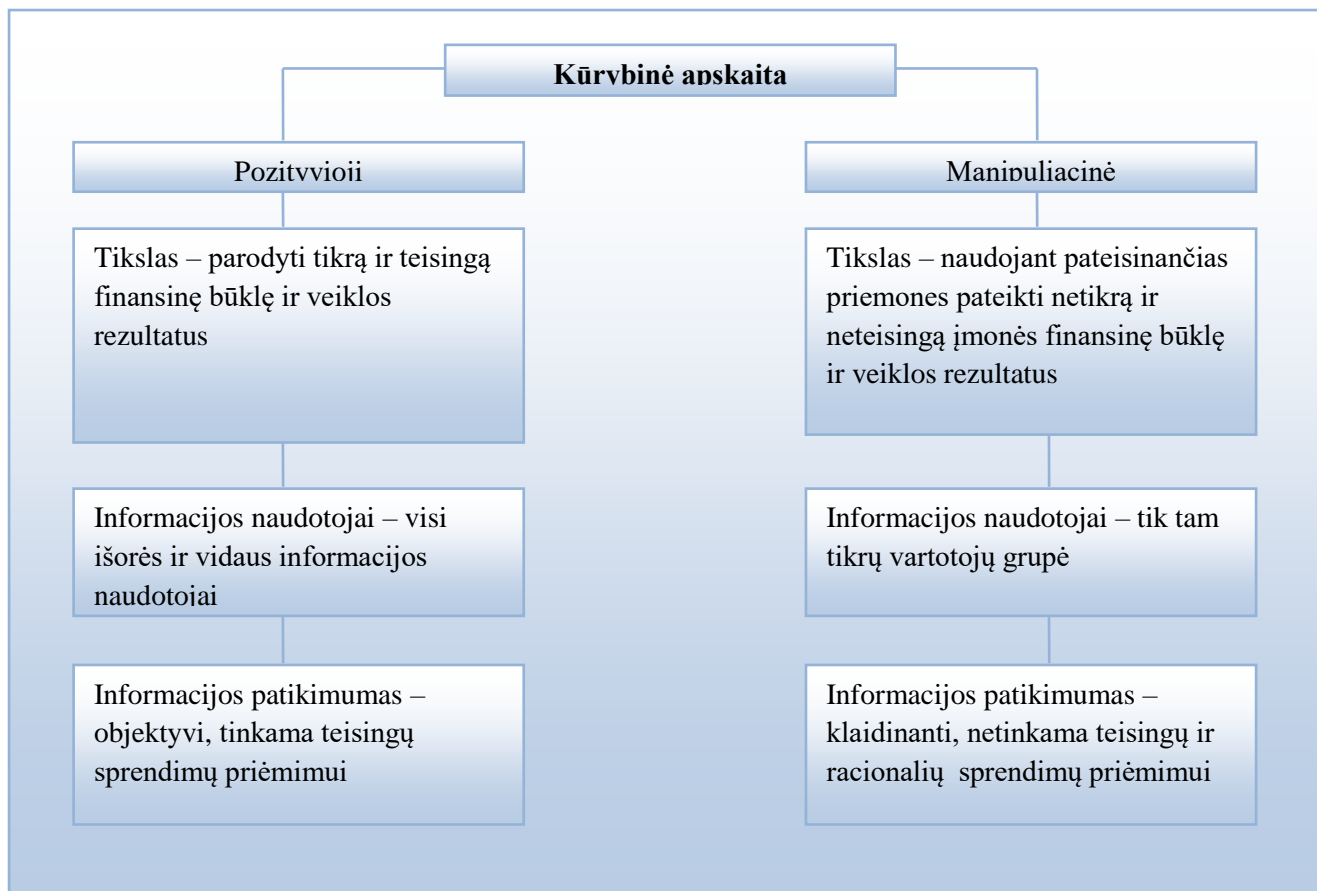 Kūrybinė apskaita
Pozityvioji
Manipuliacinė
Tikslas – parodyti tikrą ir teisingą
finansinę būklę ir veiklos
rezultatus
Tikslas – naudojant pateisinančias
priemones pateikti netikrą ir
neteisingą įmonės finansinę būklę
ir veiklos rezultatus
Informacijos naudotojai – visi
išorės ir vidaus informacijos
naudotojai
Informacijos naudotojai – tik tam
tikrų vartotojų grupė
Informacijos patikimumas –
objektyvi, tinkama teisingų
sprendimų priėmimui
Informacijos patikimumas –
klaidinanti, netinkama teisingų ir
racionalių  sprendimų priėmimui